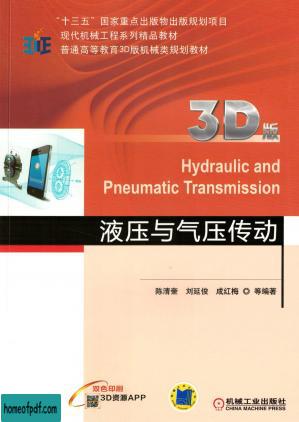 “十三五”国家重点出版物出版规划项目
现代机械工程系列精品教材
普通高等教育3D版机械类规划教材
3D版
Hydraulic and
Pneumatic Transmission
液压与气压传动
陈清奎 刘延俊 成红梅 ◎ 等编著
双色印刷
3D资源APP
机械工业出版社
CHINA MACHINE PRESS
homeofpdf.com